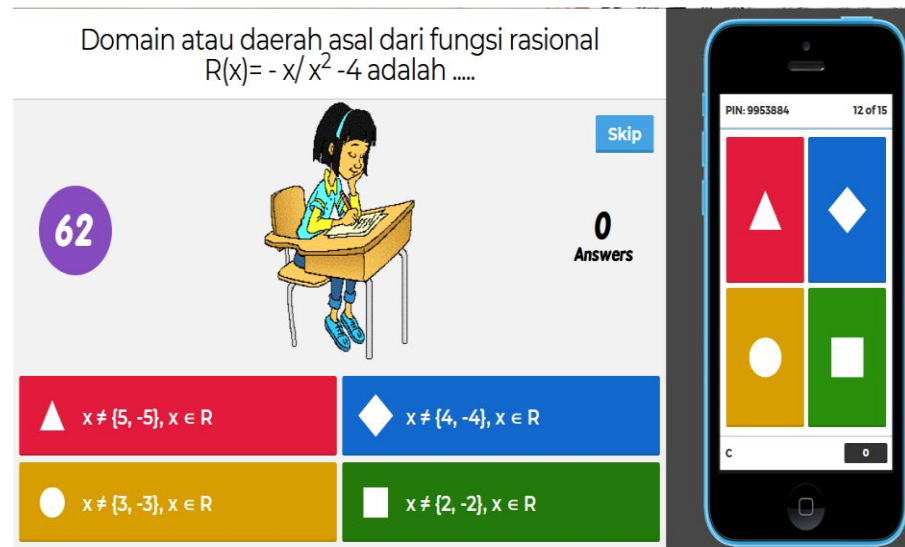 Domain atau daerah asal dari fungsi rasional
R(x)= - x/ x² -4 adalah .....
Skip
62
0
Answers
x ≠ {5, -5}, x ∈ R
x ≠ {4, -4}, x ∈ R
x ≠ {3, -3}, x ∈ R
x ≠ {2, -2}, x ∈ R
PIN: 9953884
12 of 15
C
0